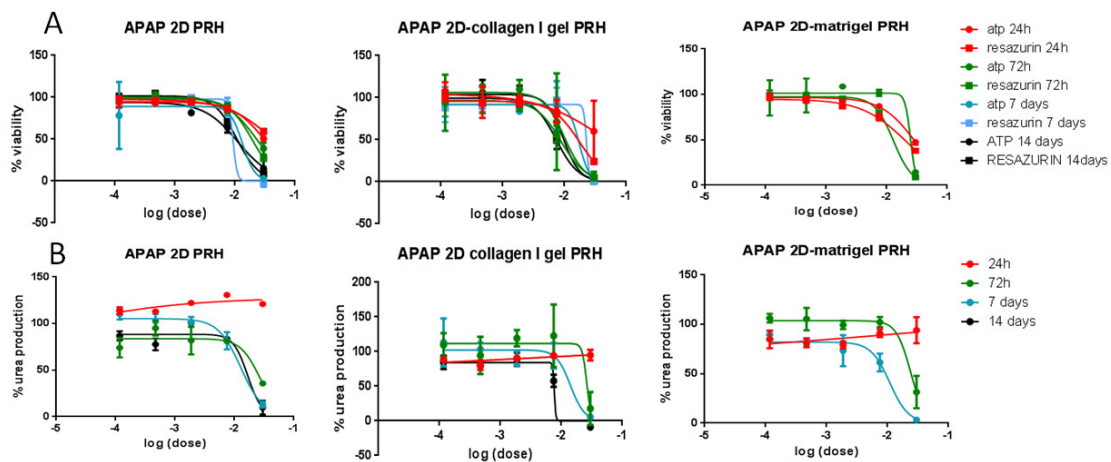 A
APAP 2D PRH
APAP 2D-collagen I gel PRH
APAP 2D-matrigel PRH
% viability
150
100
50
0
-50
-4
-3
-2
-1
log (dose)
% viability
150
100
50
0
-50
-4
-3
-2
-1
log (dose)
% viability
150
100
50
0
-5
-4
-3
-2
-1
log (dose)
atp 24h
resazurin 24h
atp 72h
resazurin 72h
atp 7 days
resazurin 7 days
ATP 14 days
RESAZURIN 14days
B
APAP 2D PRH
APAP 2D collagen I gel PRH
APAP 2D-matrigel PRH
% urea production
150
100
50
0
-5
-4
-3
-2
-1
log (dose)
% urea production
200
150
100
50
0
-50
-5
-4
-3
-2
-1
log (dose)
% urea production
150
100
50
0
-5
-4
-3
-2
-1
log (dose)
24h
72h
7 days
14 days